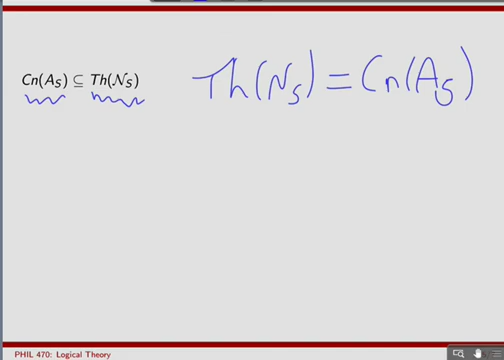 Cn(A_S) ⊆ Th(𝒩_S)
Th(N_S) = Cn(A_S)
PHIL 470: Logical Theory